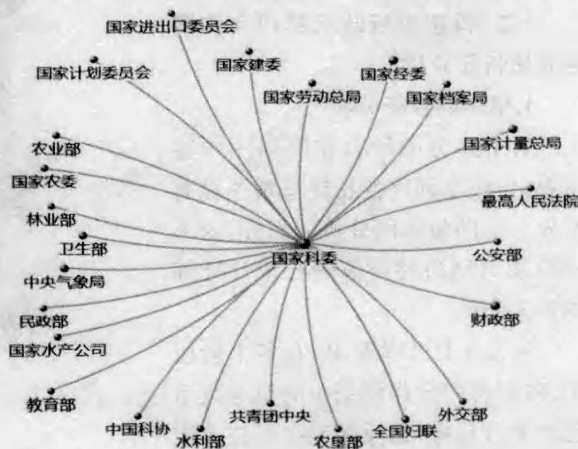 国家进出口委员会
国家建委
国家计划委员会
国家经委
国家劳动总局
国家档案局
国家计量总局
农业部
国家农委
最高人民法院
林业部
卫生部
公安部
国家科委
中央气象局
民政部
财政部
国家水产公司
教育部
外交部
共青团中央
中国科协
全国妇联
水利部
农垦部